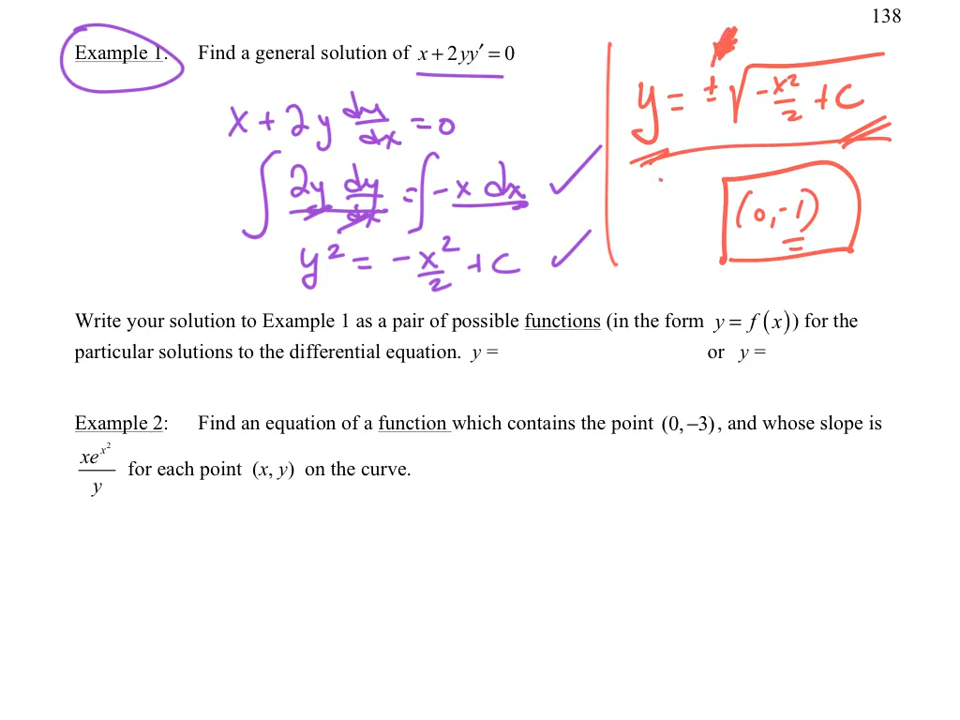 138
Example 1: Find a general solution of x + 2yy′ = 0
x + 2y dy/dx = 0
∫ 2y dy/dx = ∫ -x dx ✓
y² = -x²/2 + C ✓
y = ± √(-x²/2 + C)
(0, -1)
Write your solution to Example 1 as a pair of possible functions (in the form y = f(x)) for the
particular solutions to the differential equation. y = or y =
Example 2: Find an equation of a function which contains the point (0, −3), and whose slope is
xe^(x²)/y for each point (x, y) on the curve.